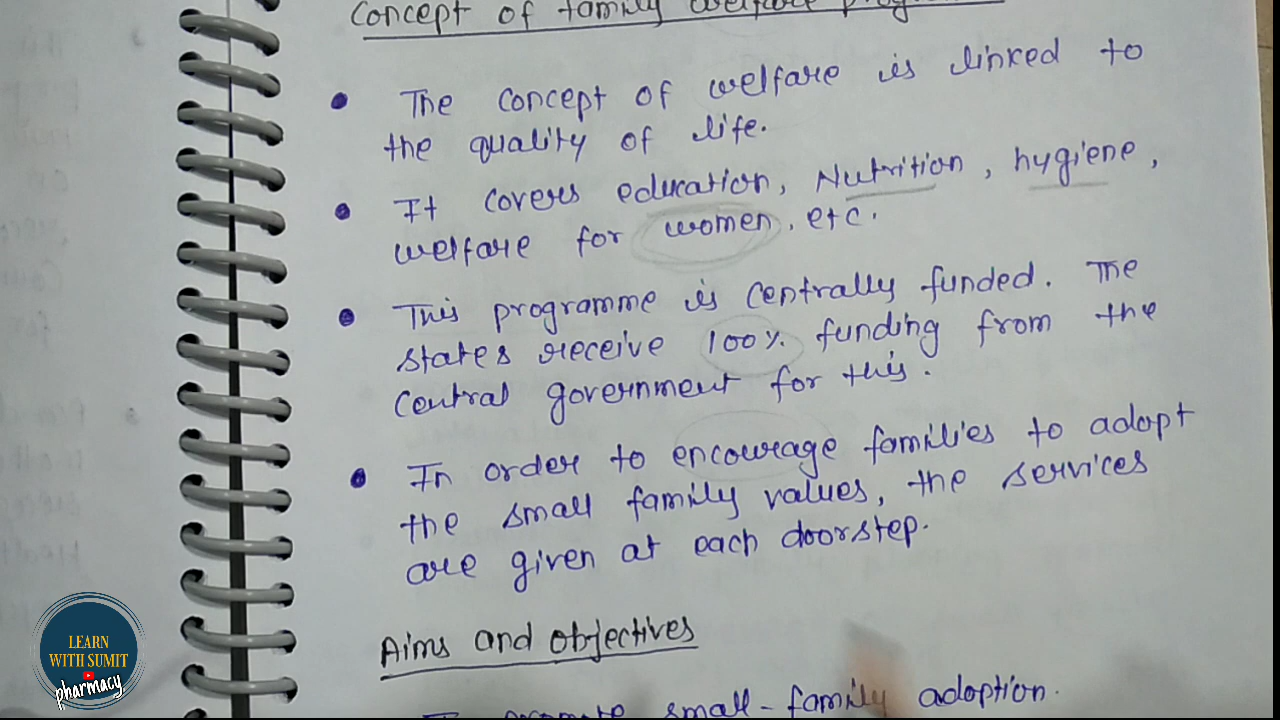 Concept of family welfare
The concept of welfare is linked to
the quality of life.
It covers education, Nutrition, hygiene,
welfare for women, etc.
This programme is centrally funded. The
states receive 100% funding from the
Central government for this.
In order to encourage families to adopt
the small family values, the services
are given at each doorstep.
Aims and objectives
small-family adoption.
LEARN
WITH SUMIT
pharmacy